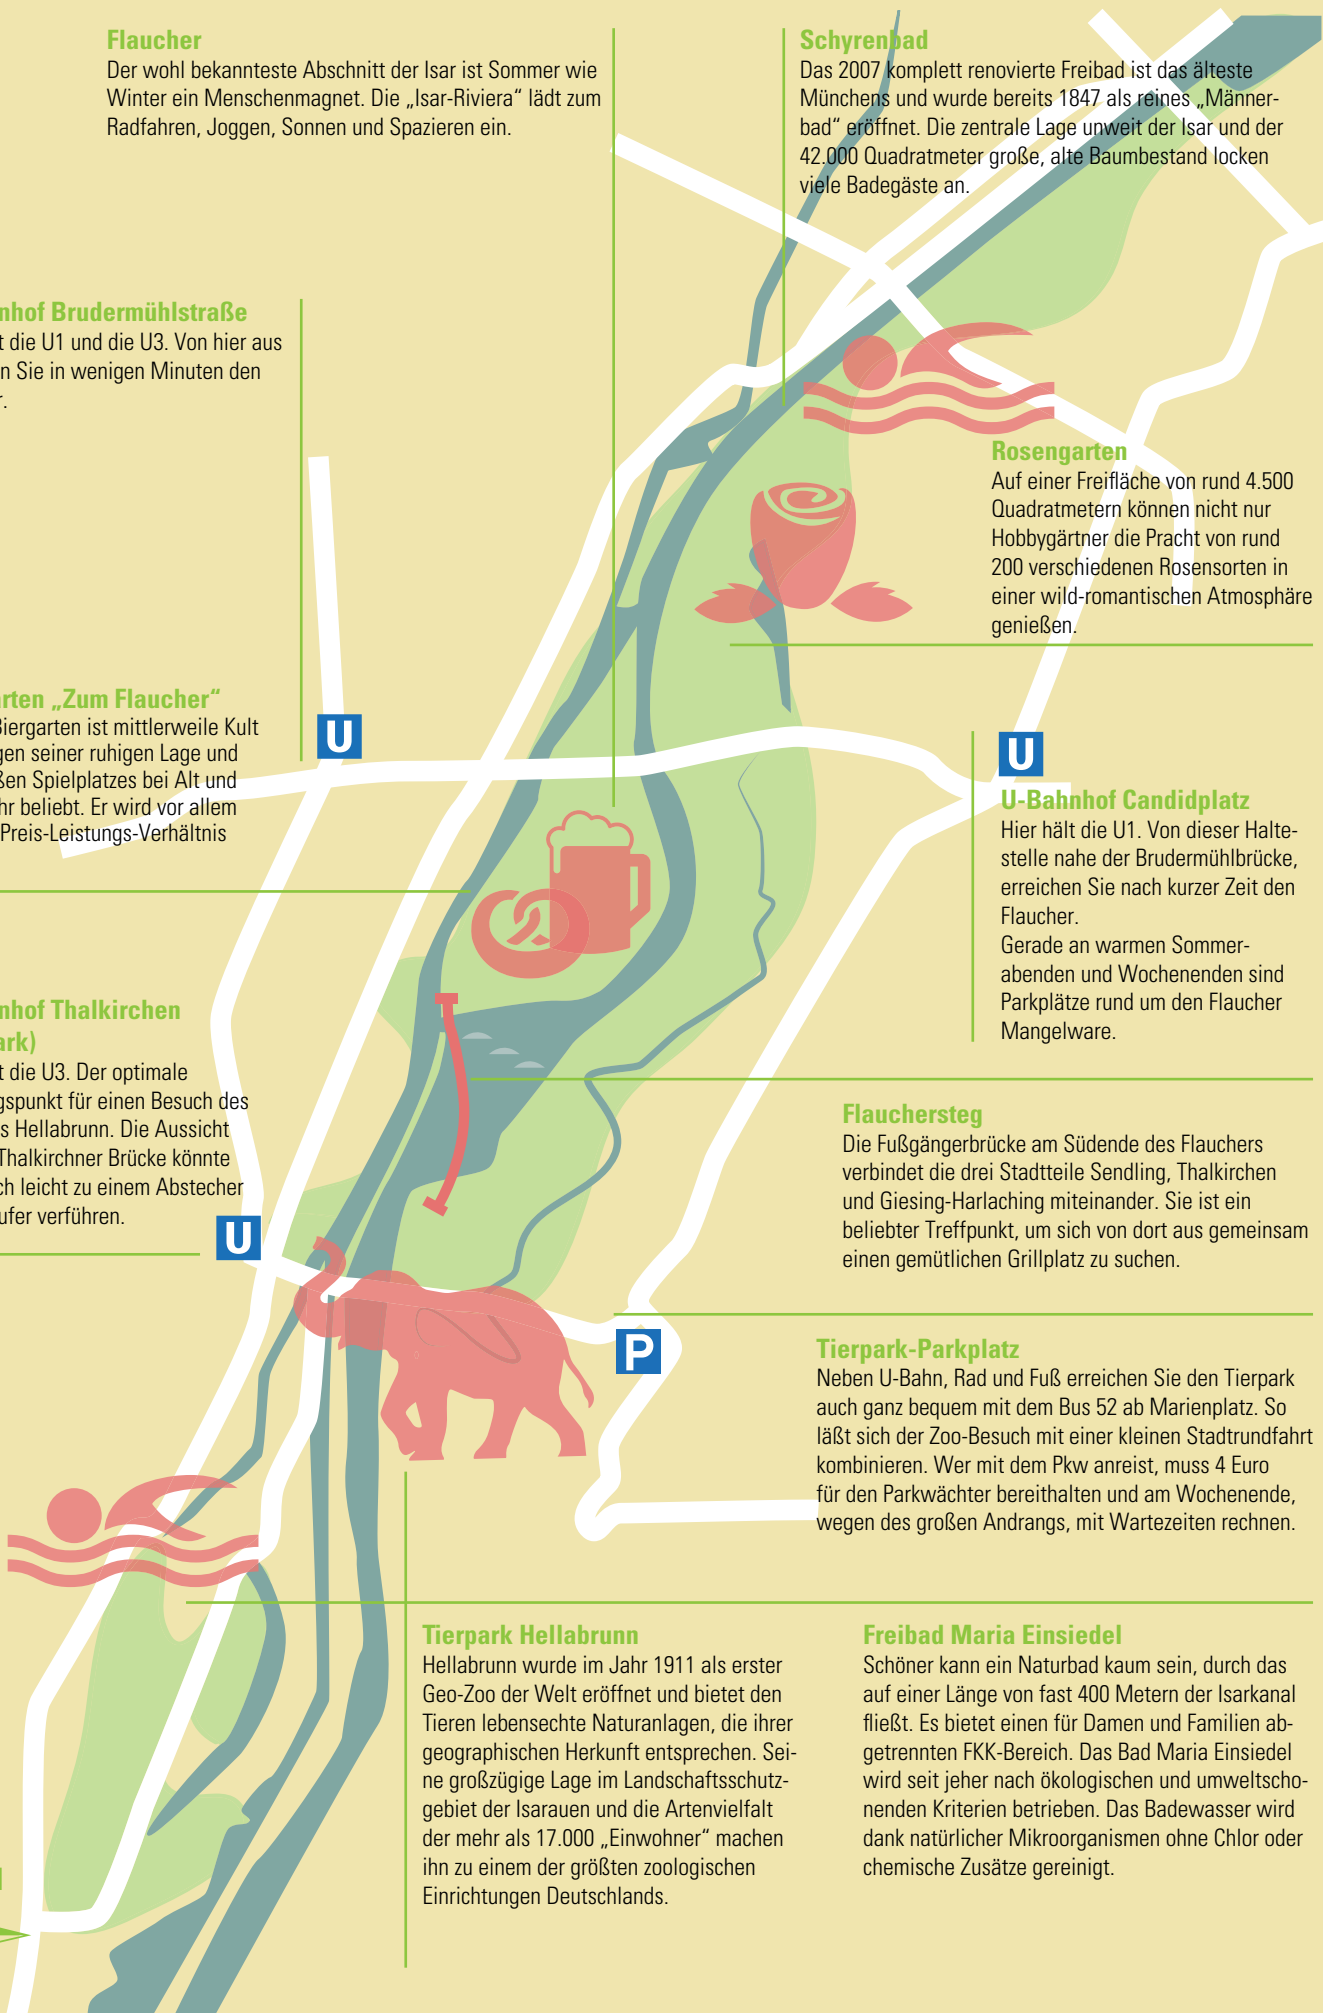 Flaucher
Der wohl bekannteste Abschnitt der Isar ist Sommer wie
Winter ein Menschenmagnet. Die „Isar-Riviera“ lädt zum
Radfahren, Joggen, Sonnen und Spazieren ein.
Schyrenbad
Das 2007 komplett renovierte Freibad ist das älteste
Münchens und wurde bereits 1847 als reines „Männer-
bad“ eröffnet. Die zentrale Lage unweit der Isar und der
42.000 Quadratmeter große, alte Baumbestand locken
viele Badegäste an.
nhof Brudermühlstraße
t die U1 und die U3. Von hier aus
n Sie in wenigen Minuten den
r.
Rosengarten
Auf einer Freifläche von rund 4.500
Quadratmetern können nicht nur
Hobbygärtner die Pracht von rund
200 verschiedenen Rosensorten in
einer wild-romantischen Atmosphäre
genießen.
rten „Zum Flaucher“
Biergarten ist mittlerweile Kult
gen seiner ruhigen Lage und
ßen Spielplatzes bei Alt und
hr beliebt. Er wird vor allem
Preis-Leistungs-Verhältnis
U
U
U-Bahnhof Candidplatz
Hier hält die U1. Von dieser Halte-
stelle nahe der Brudermühlbrücke,
erreichen Sie nach kurzer Zeit den
Flaucher.
Gerade an warmen Sommer-
abenden und Wochenenden sind
Parkplätze rund um den Flaucher
Mangelware.
nhof Thalkirchen
ark)
t die U3. Der optimale
gspunkt für einen Besuch des
s Hellabrunn. Die Aussicht
Thalkirchner Brücke könnte
ch leicht zu einem Abstecher
ufer verführen.
U
Flauchersteg
Die Fußgängerbrücke am Südende des Flauchers
verbindet die drei Stadtteile Sendling, Thalkirchen
und Giesing-Harlaching miteinander. Sie ist ein
beliebter Treffpunkt, um sich von dort aus gemeinsam
einen gemütlichen Grillplatz zu suchen.
P
Tierpark-Parkplatz
Neben U-Bahn, Rad und Fuß erreichen Sie den Tierpark
auch ganz bequem mit dem Bus 52 ab Marienplatz. So
läßt sich der Zoo-Besuch mit einer kleinen Stadtrundfahrt
kombinieren. Wer mit dem Pkw anreist, muss 4 Euro
für den Parkwächter bereithalten und am Wochenende,
wegen des großen Andrangs, mit Wartezeiten rechnen.
Tierpark Hellabrunn
Hellabrunn wurde im Jahr 1911 als erster
Geo-Zoo der Welt eröffnet und bietet den
Tieren lebensechte Naturanlagen, die ihrer
geographischen Herkunft entsprechen. Sei-
ne großzügige Lage im Landschaftsschutz-
gebiet der Isarauen und die Artenvielfalt
der mehr als 17.000 „Einwohner“ machen
ihn zu einem der größten zoologischen
Einrichtungen Deutschlands.
Freibad Maria Einsiedel
Schöner kann ein Naturbad kaum sein, durch das
auf einer Länge von fast 400 Metern der Isarkanal
fließt. Es bietet einen für Damen und Familien ab-
getrennten FKK-Bereich. Das Bad Maria Einsiedel
wird seit jeher nach ökologischen und umweltscho-
nenden Kriterien betrieben. Das Badewasser wird
dank natürlicher Mikroorganismen ohne Chlor oder
chemische Zusätze gereinigt.